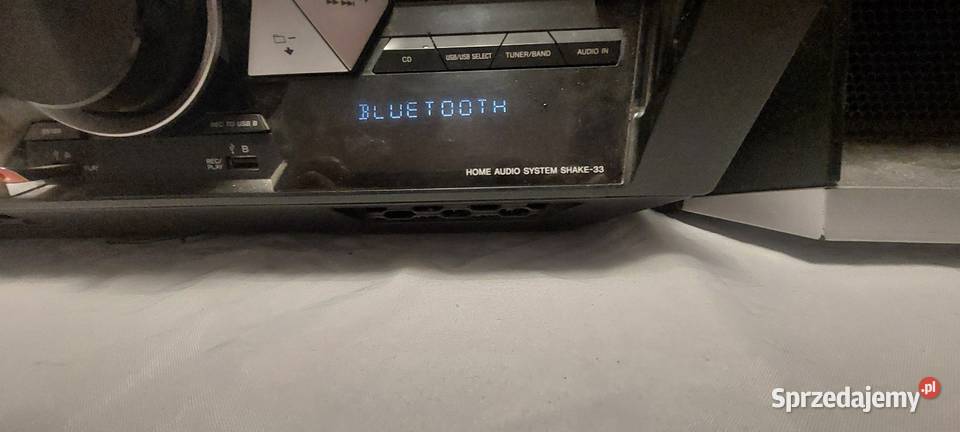 CD
USB/USB SELECT
TUNER/BAND
AUDIO IN
BLUETOOTH
REC TO USB B
B
REC/
PLAY
PLAY
HOME AUDIO SYSTEM SHAKE-33
Sprzedajemy.pl